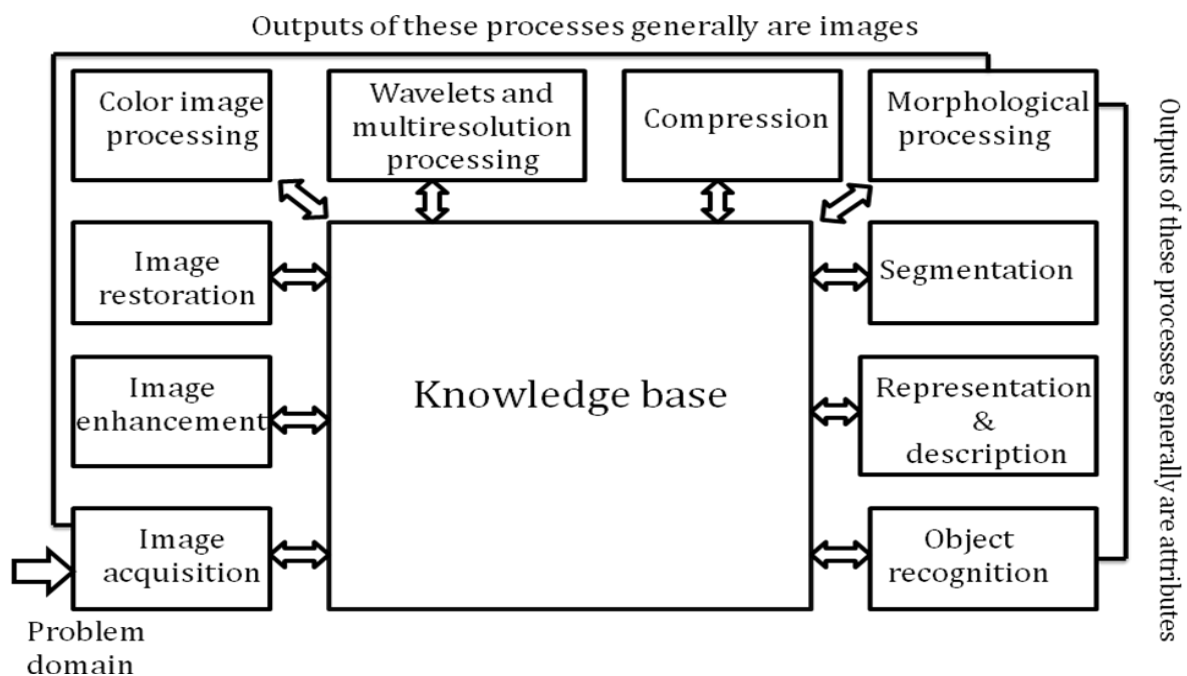 Outputs of these processes generally are images
Color image
processing
Wavelets and
multiresolution
processing
Compression
Morphological
processing
Image
restoration
Segmentation
Image
enhancement
Knowledge base
Representation
&
description
Image
acquisition
Object
recognition
Problem
domain
Outputs of these processes generally are attributes